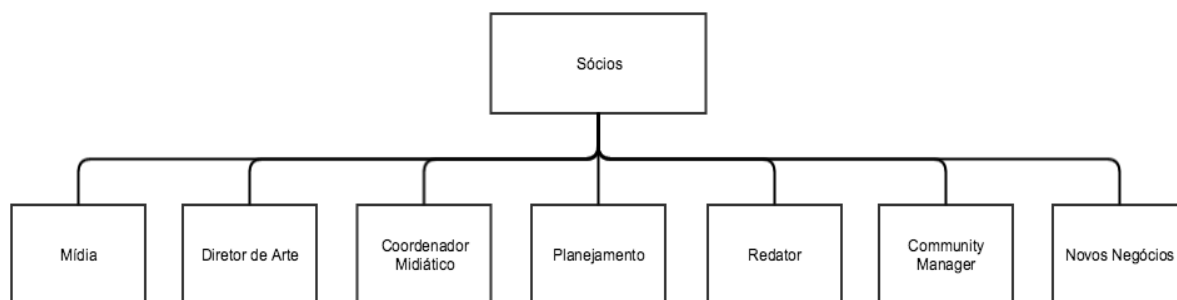 Sócios
Mídia
Diretor de Arte
Coordenador
Midiático
Planejamento
Redator
Community
Manager
Novos Negócios